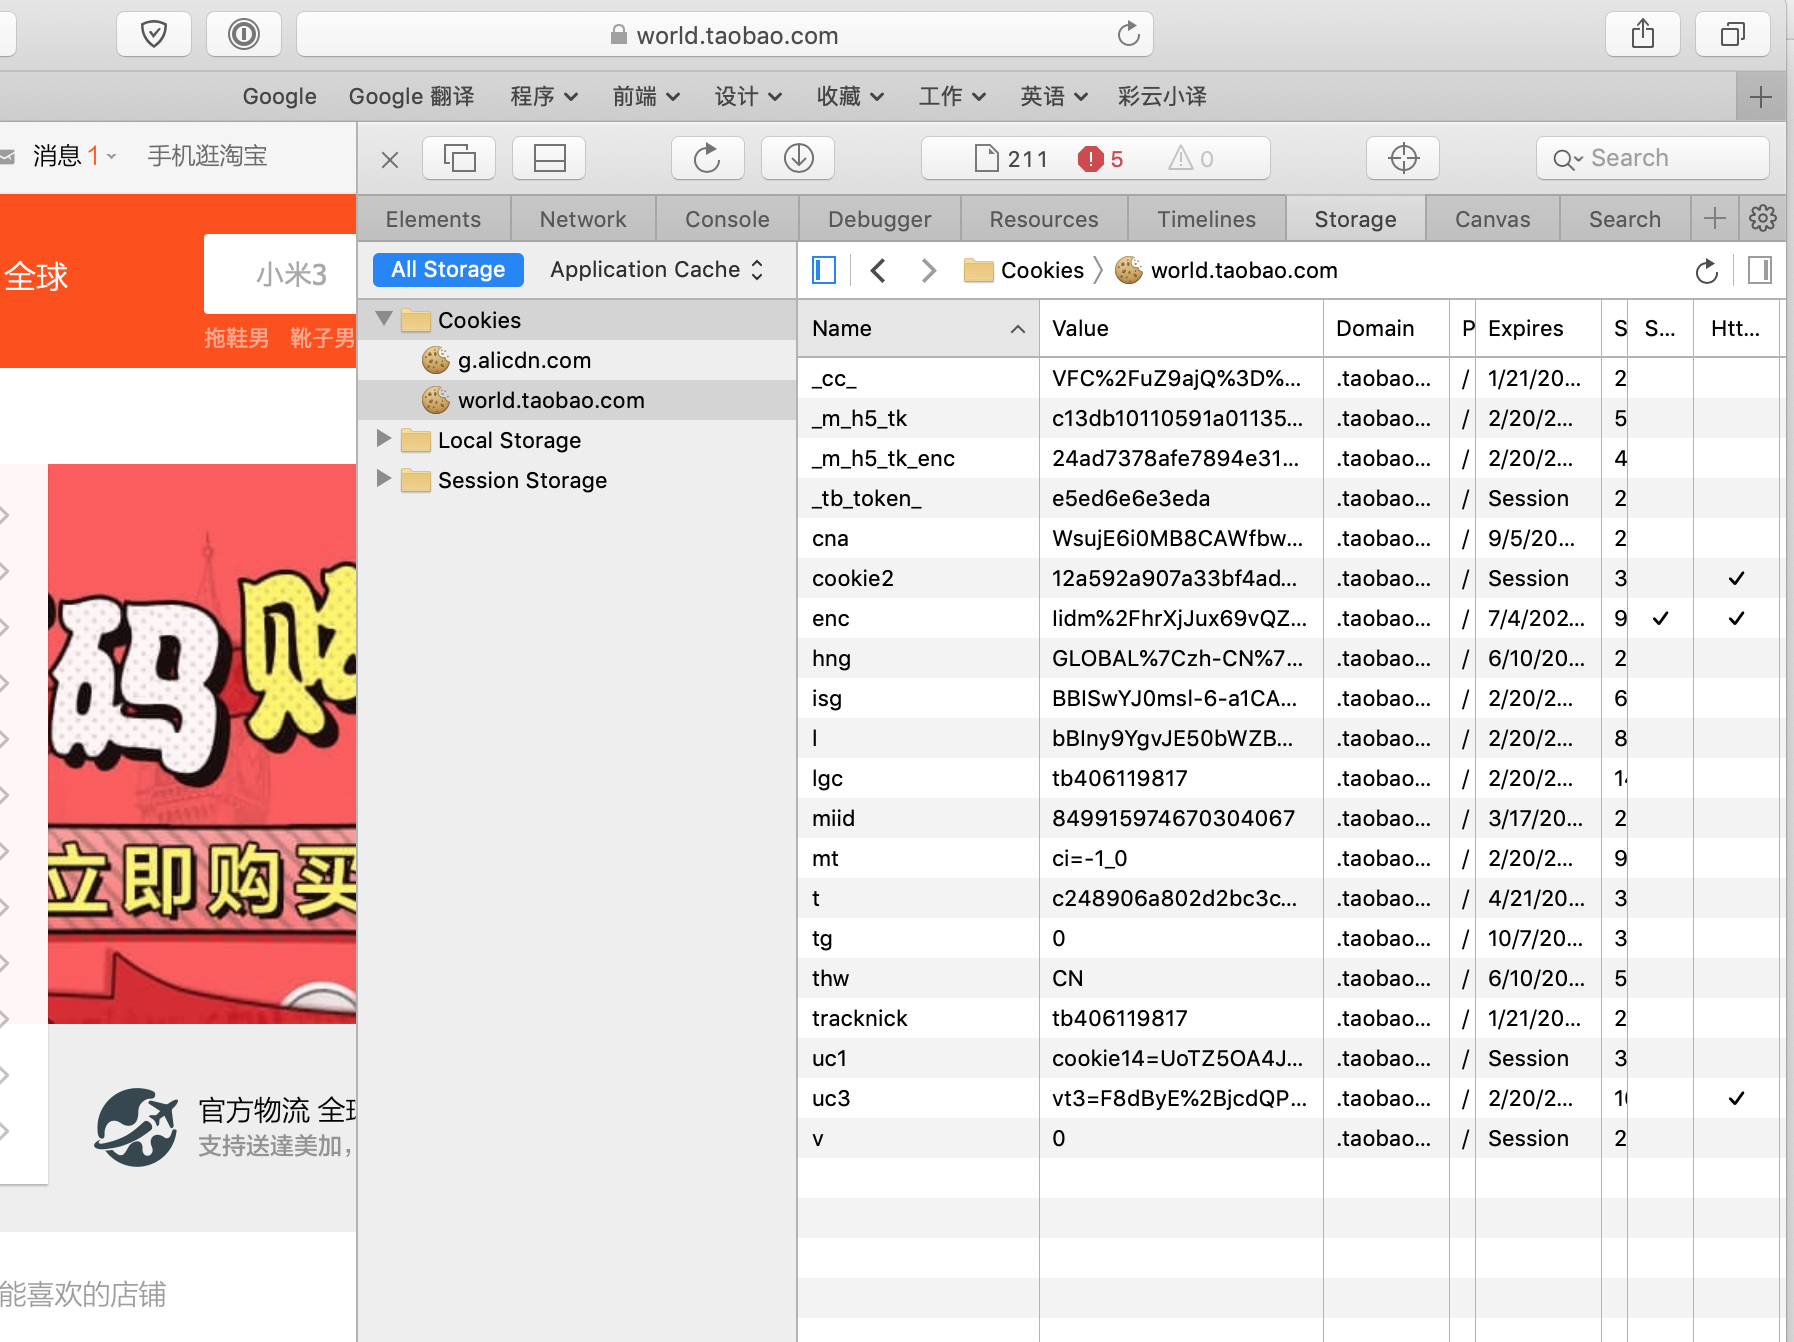 world.taobao.com
Google Google 翻译 程序 前端 设计 收藏 工作 英语 彩云小译
消息 1 手机逛淘宝
211 5 0 Search
Elements Network Console Debugger Resources Timelines Storage Canvas Search
全球
小米3
拖鞋男 靴子男
码购
立即购买
官方物流 全球
支持送達美加，
能喜欢的店铺
All Storage Application Cache
Cookies
g.alicdn.com
world.taobao.com
Local Storage
Session Storage
Cookies world.taobao.com
Name Value Domain P Expires S S... Htt...
_cc_ VFC%2FuZ9ajQ%3D%... .taobao... / 1/21/20... 2
_m_h5_tk c13db10110591a01135... .taobao... / 2/20/2... 5
_m_h5_tk_enc 24ad7378afe7894e31... .taobao... / 2/20/2... 4
_tb_token_ e5ed6e6e3eda .taobao... / Session 2
cna WsujE6i0MB8CAWfbw... .taobao... / 9/5/20... 2
cookie2 12a592a907a33bf4ad... .taobao... / Session 3 ✓
enc lidm%2FhrXjJux69vQZ... .taobao... / 7/4/202... 9 ✓ ✓
hng GLOBAL%7Czh-CN%7... .taobao... / 6/10/20... 2
isg BBISwYJ0msl-6-a1CA... .taobao... / 2/20/2... 6
l bBIny9YgvJE50bWZB... .taobao... / 2/20/2... 8
lgc tb406119817 .taobao... / 2/20/2... 14
miid 849915974670304067 .taobao... / 3/17/20... 2
mt ci=-1_0 .taobao... / 2/20/2... 9
t c248906a802d2bc3c... .taobao... / 4/21/20... 3
tg 0 .taobao... / 10/7/20... 3
thw CN .taobao... / 6/10/20... 5
tracknick tb406119817 .taobao... / 1/21/20... 2
uc1 cookie14=UoTZ5OA4J... .taobao... / Session 3
uc3 vt3=F8dByE%2BjcdQP... .taobao... / 2/20/2... 10 ✓
v 0 .taobao... / Session 2